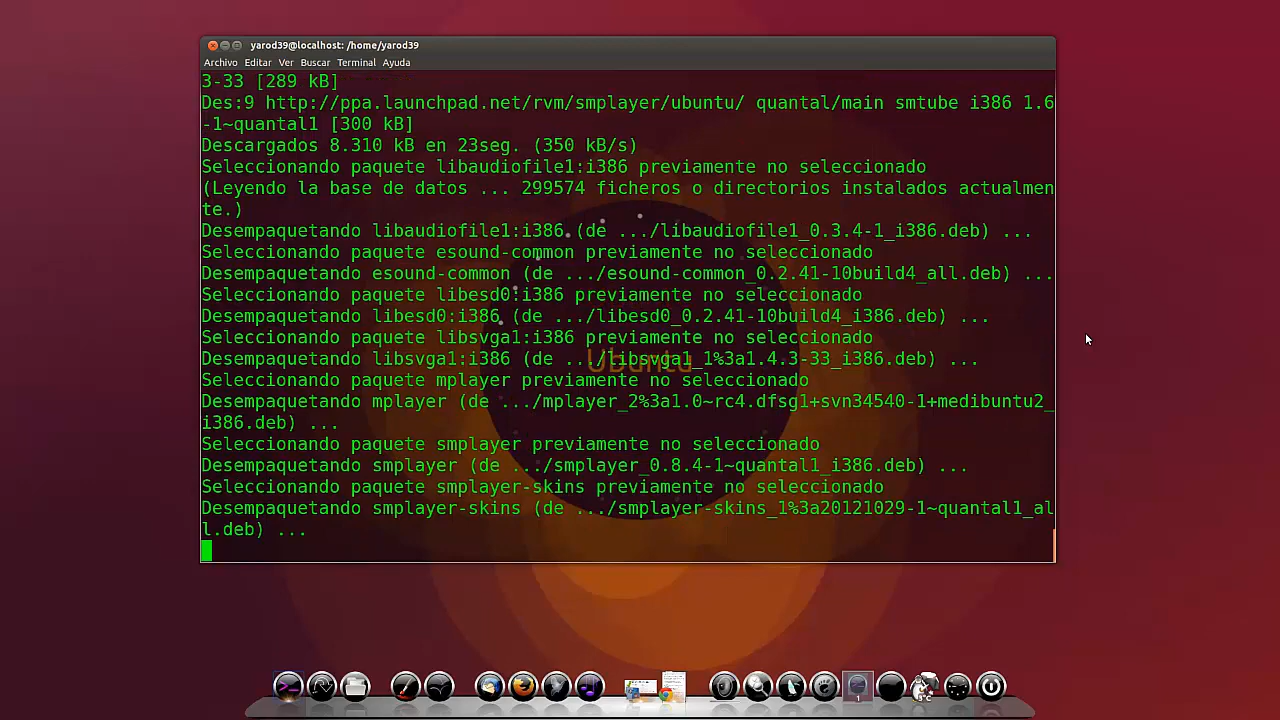 yarod39@localhost: /home/yarod39
Archivo Editar Ver Buscar Terminal Ayuda
3-33 [289 kB]
Des:9 http://ppa.launchpad.net/rvm/smplayer/ubuntu/ quantal/main smtube i386 1.6
-1~quantal1 [300 kB]
Descargados 8.310 kB en 23seg. (350 kB/s)
Seleccionando paquete libaudiofile1:i386 previamente no seleccionado
(Leyendo la base de datos ... 299574 ficheros o directorios instalados actualmen
te.)
Desempaquetando libaudiofile1:i386 (de .../libaudiofile1_0.3.4-1_i386.deb) ...
Seleccionando paquete esound-common previamente no seleccionado
Desempaquetando esound-common (de .../esound-common_0.2.41-10build4_all.deb) ...
Seleccionando paquete libesd0:i386 previamente no seleccionado
Desempaquetando libesd0:i386 (de .../libesd0_0.2.41-10build4_i386.deb) ...
Seleccionando paquete libsvga1:i386 previamente no seleccionado
Desempaquetando libsvga1:i386 (de .../libsvga1_1%3a1.4.3-33_i386.deb) ...
Ubuntu
Seleccionando paquete mplayer previamente no seleccionado
Desempaquetando mplayer (de .../mplayer_2%3a1.0~rc4.dfsg1+svn34540-1+medibuntu2_
i386.deb) ...
Seleccionando paquete smplayer previamente no seleccionado
Desempaquetando smplayer (de .../smplayer_0.8.4-1~quantal1_i386.deb) ...
Seleccionando paquete smplayer-skins previamente no seleccionado
Desempaquetando smplayer-skins (de .../smplayer-skins_1%3a20121029-1~quantal1_al
l.deb) ...
1